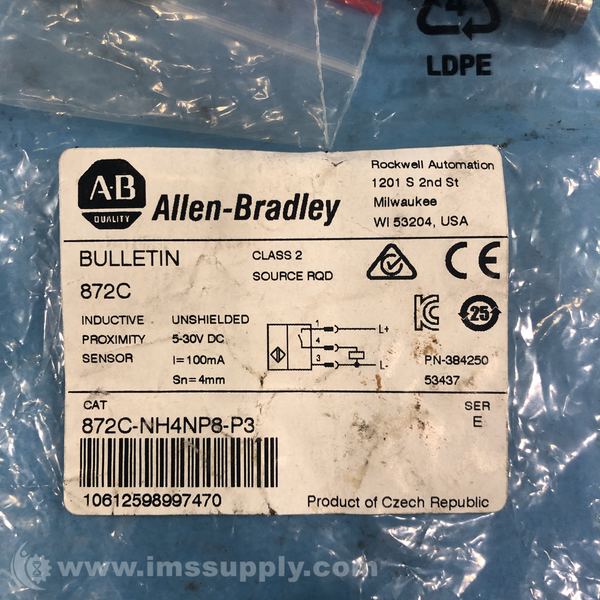 4
LDPE
A-B
QUALITY
Allen-Bradley
Rockwell Automation
1201 S 2nd St
Milwaukee
WI 53204, USA
BULLETIN
872C
CLASS 2
SOURCE RQD
CE
INDUCTIVE
PROXIMITY
SENSOR
UNSHIELDED
5-30V DC
I=100mA
Sn=4mm
1
4
3
L+
L-
25
PN-384250
53437
CAT
872C-NH4NP8-P3
SER
E
10612598997470
Product of Czech Republic
www.imssupply.com